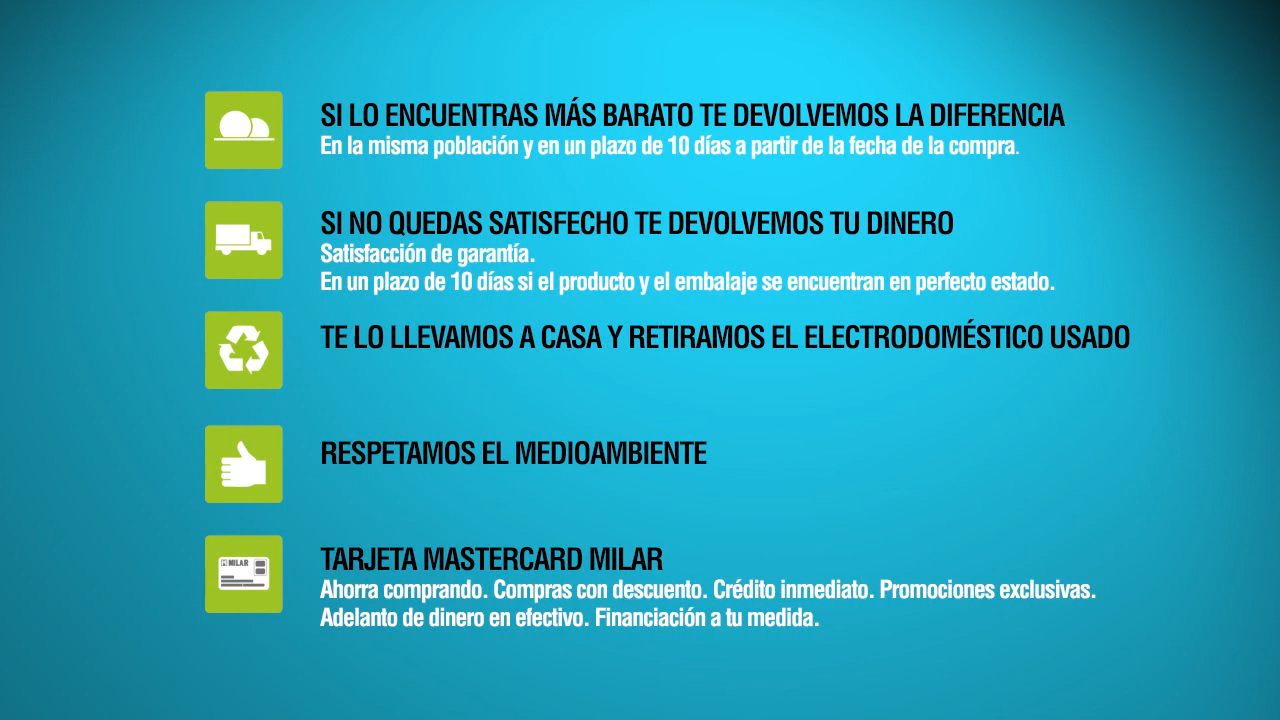 SI LO ENCUENTRAS MÁS BARATO TE DEVOLVEMOS LA DIFERENCIA
En la misma población y en un plazo de 10 días a partir de la fecha de la compra.
SI NO QUEDAS SATISFECHO TE DEVOLVEMOS TU DINERO
Satisfacción de garantía.
En un plazo de 10 días si el producto y el embalaje se encuentran en perfecto estado.
TE LO LLEVAMOS A CASA Y RETIRAMOS EL ELECTRODOMÉSTICO USADO
RESPETAMOS EL MEDIOAMBIENTE
MILAR
TARJETA MASTERCARD MILAR
Ahorra comprando. Compras con descuento. Crédito inmediato. Promociones exclusivas.
Adelanto de dinero en efectivo. Financiación a tu medida.